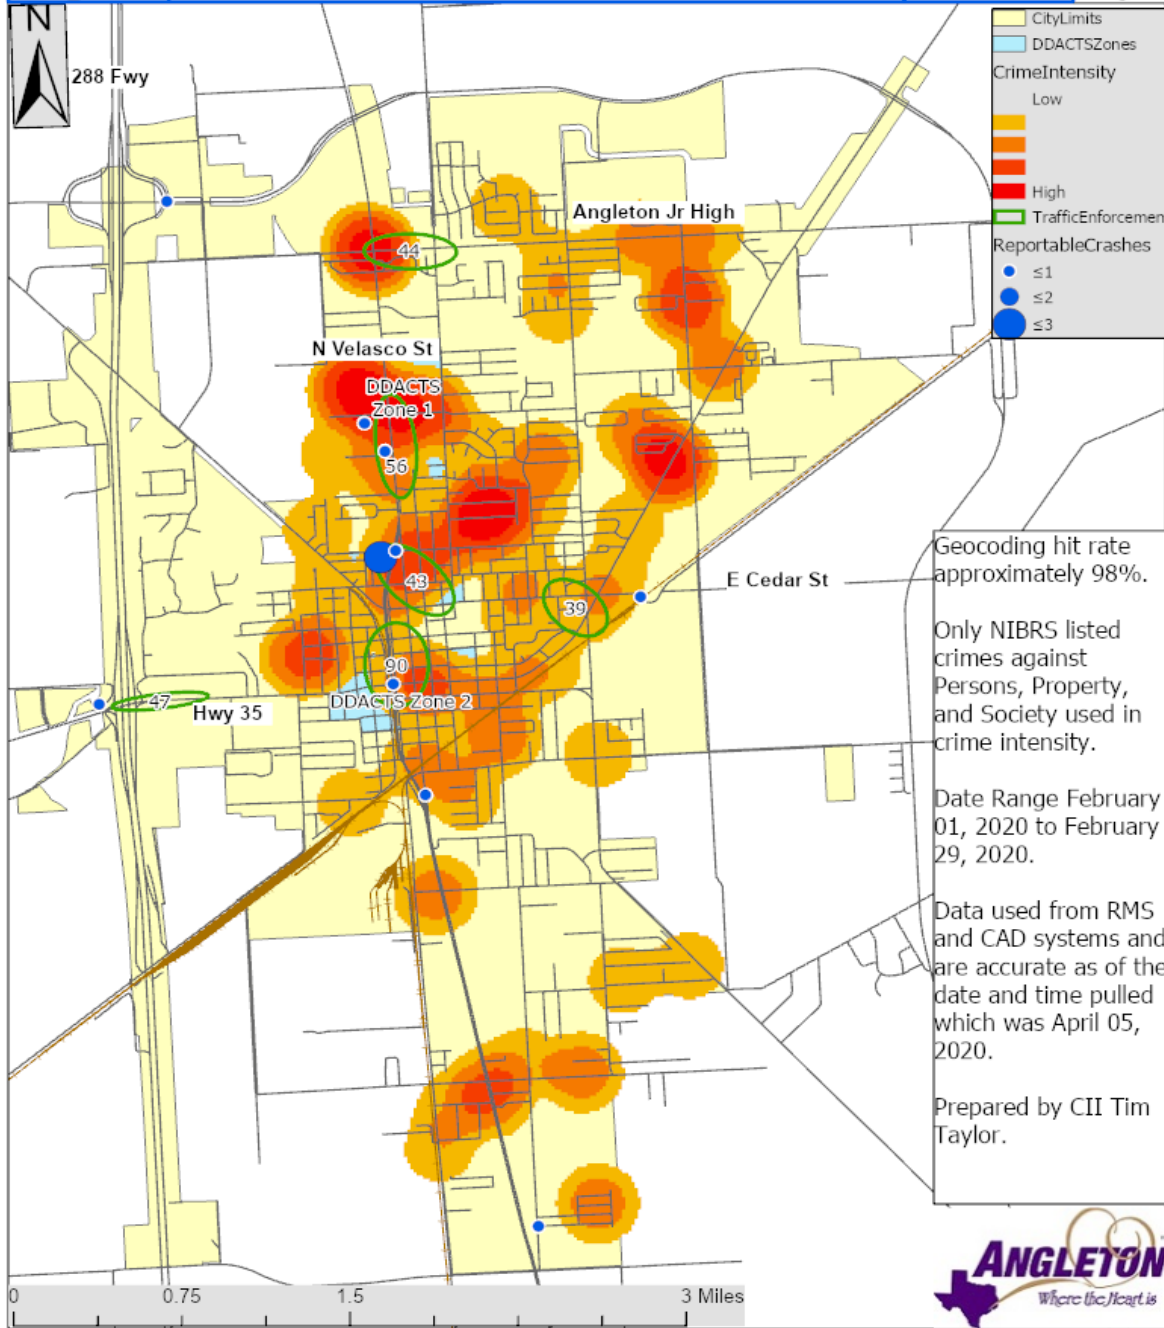 N
288 Fwy
CityLimits
DDACTSZones
CrimeIntensity
Low
High
TrafficEnforcemen
ReportableCrashes
≤1
≤2
≤3
Angleton Jr High
44
N Velasco St
DDACTS
Zone 1
56
43
E Cedar St
39
90
DDACTS Zone 2
47
Hwy 35
Geocoding hit rate
approximately 98%.
Only NIBRS listed
crimes against
Persons, Property,
and Society used in
crime intensity.
Date Range February
01, 2020 to February
29, 2020.
Data used from RMS
and CAD systems and
are accurate as of the
date and time pulled
which was April 05,
2020.
Prepared by CII Tim
Taylor.
ANGLETON
Where the Heart is
0 0.75 1.5 3 Miles